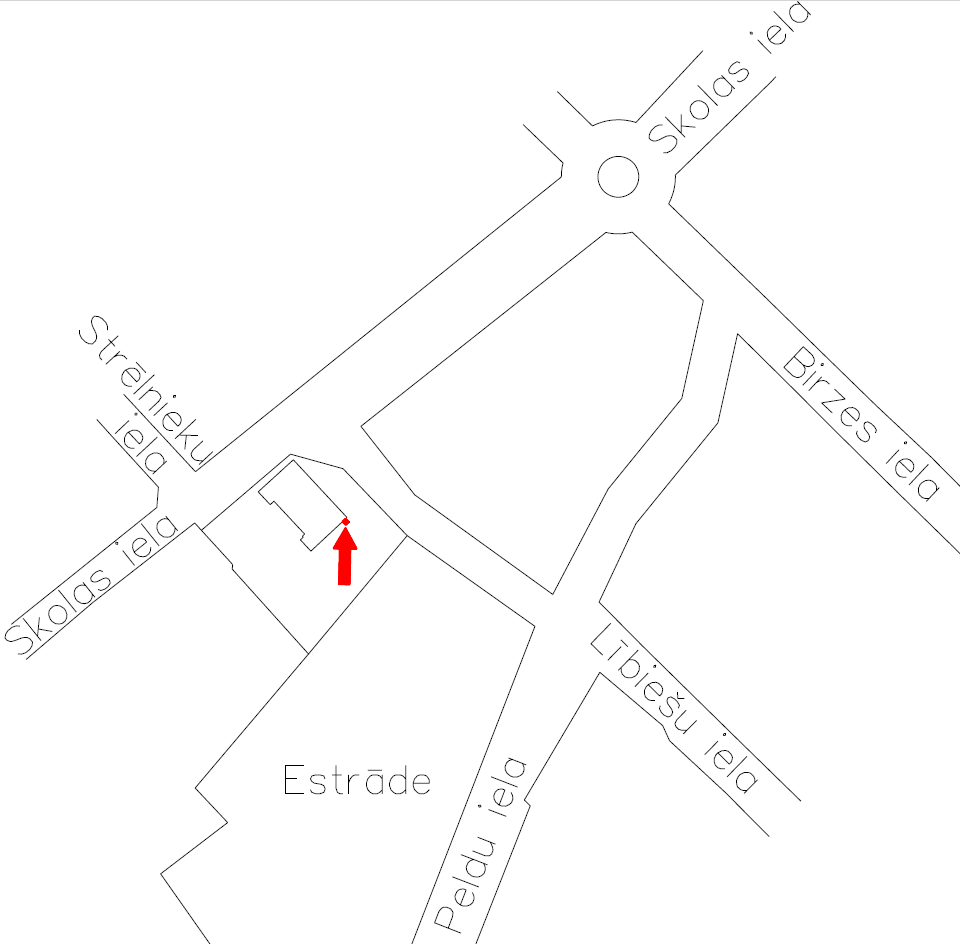 Skolas iela
Strēlnieku
iela
Birzes iela
Skolas iela
Lībiešu iela
Estrāde
Peldu iela